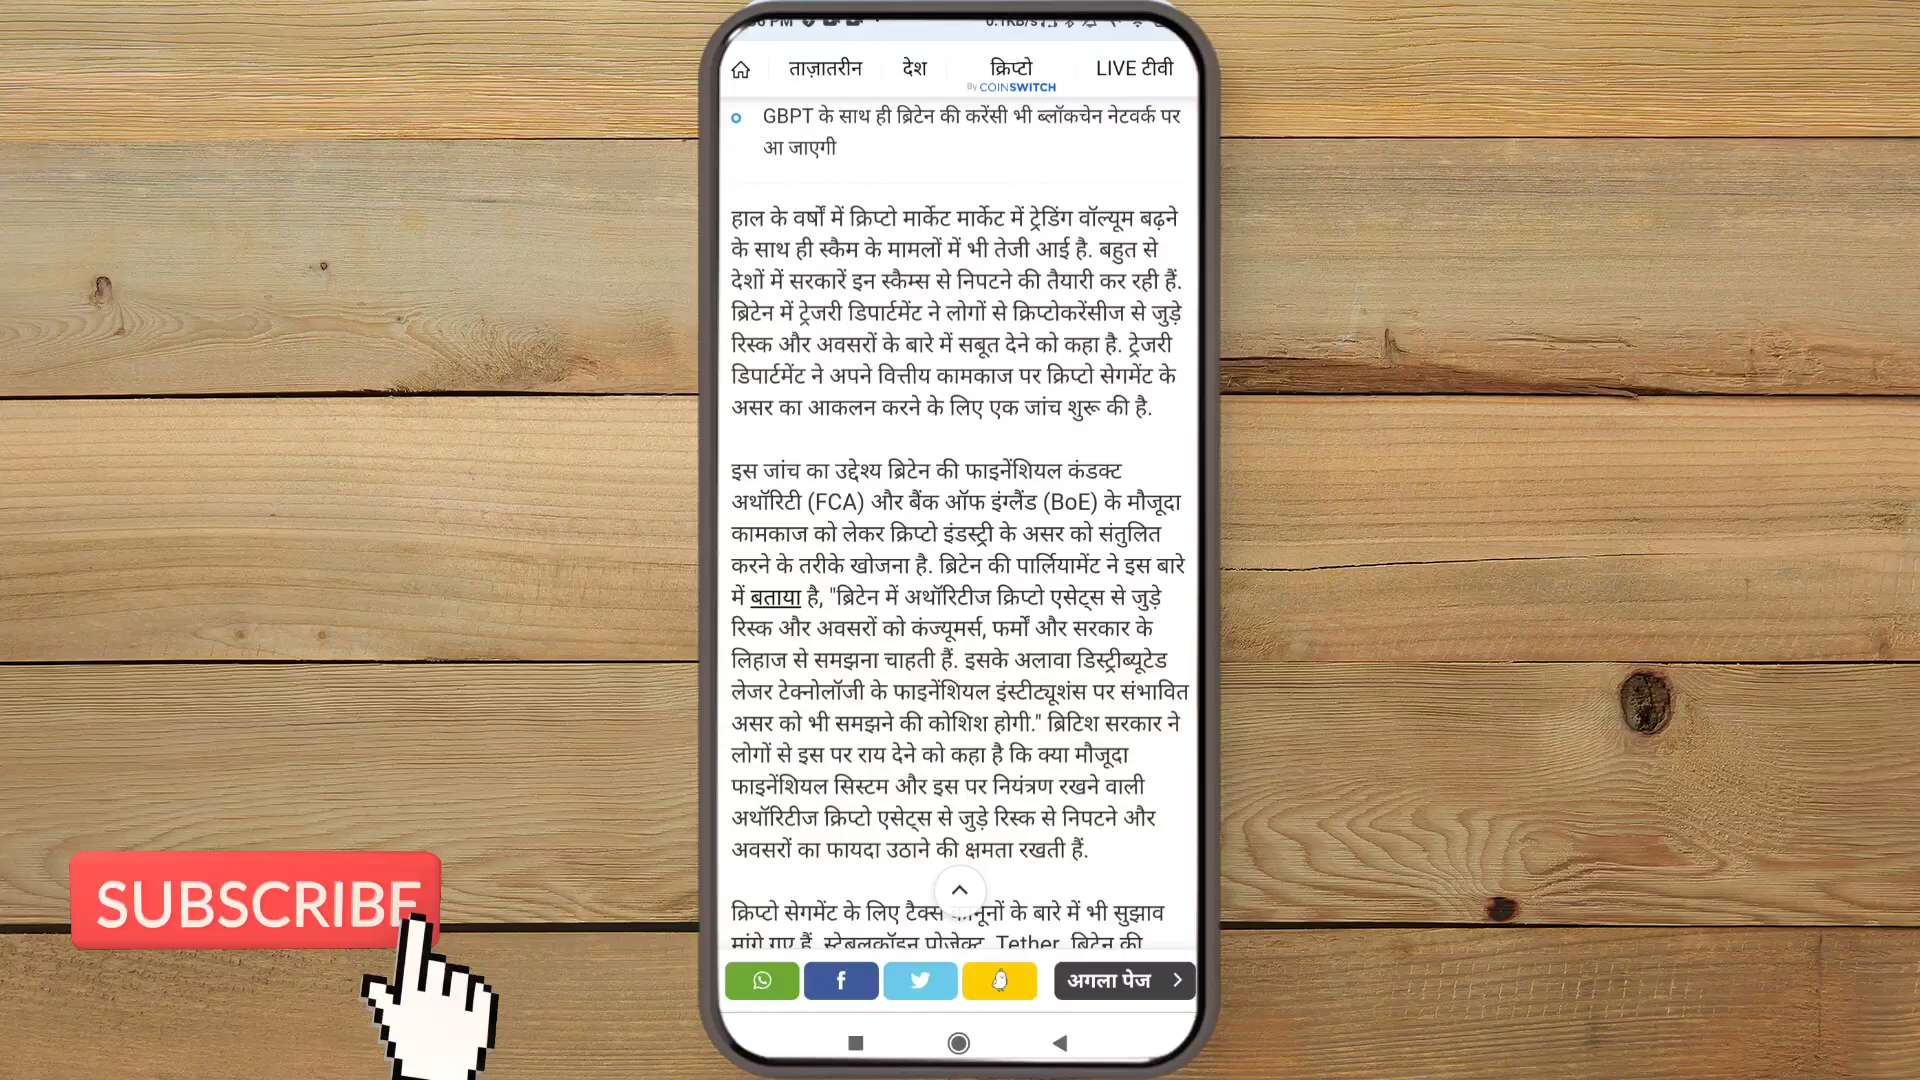 ताज़ातरीन देश क्रिप्टो LIVE टीवी
By COINSWITCH
GBPT के साथ ही ब्रिटेन की करेंसी भी ब्लॉकचेन नेटवर्क पर
आ जाएगी
हाल के वर्षों में क्रिप्टो मार्केट मार्केट में ट्रेडिंग वॉल्यूम बढ़ने
के साथ ही स्कैम के मामलों में भी तेजी आई है. बहुत से
देशों में सरकारें इन स्कैम्स से निपटने की तैयारी कर रही हैं.
ब्रिटेन में ट्रेजरी डिपार्टमेंट ने लोगों से क्रिप्टोकरेंसीज से जुड़े
रिस्क और अवसरों के बारे में सबूत देने को कहा है. ट्रेजरी
डिपार्टमेंट ने अपने वित्तीय कामकाज पर क्रिप्टो सेगमेंट के
असर का आकलन करने के लिए एक जांच शुरू की है.
इस जांच का उद्देश्य ब्रिटेन की फाइनेंशियल कंडक्ट
अथॉरिटी (FCA) और बैंक ऑफ इंग्लैंड (BoE) के मौजूदा
कामकाज को लेकर क्रिप्टो इंडस्ट्री के असर को संतुलित
करने के तरीके खोजना है. ब्रिटेन की पार्लियामेंट ने इस बारे
में बताया है, "ब्रिटेन में अथॉरिटीज क्रिप्टो एसेट्स से जुड़े
रिस्क और अवसरों को कंज्यूमर्स, फर्मों और सरकार के
लिहाज से समझना चाहती हैं. इसके अलावा डिस्ट्रीब्यूटेड
लेजर टेक्नोलॉजी के फाइनेंशियल इंस्टीट्यूशंस पर संभावित
असर को भी समझने की कोशिश होगी." ब्रिटिश सरकार ने
लोगों से इस पर राय देने को कहा है कि क्या मौजूदा
फाइनेंशियल सिस्टम और इस पर नियंत्रण रखने वाली
अथॉरिटीज क्रिप्टो एसेट्स से जुड़े रिस्क से निपटने और
अवसरों का फायदा उठाने की क्षमता रखती हैं.
क्रिप्टो सेगमेंट के लिए टैक्स कानूनों के बारे में भी सुझाव
मांगे गए हैं. स्टेबलकॉइन प्रोजेक्ट Tether, ब्रिटेन की
अगला पेज
SUBSCRIBE